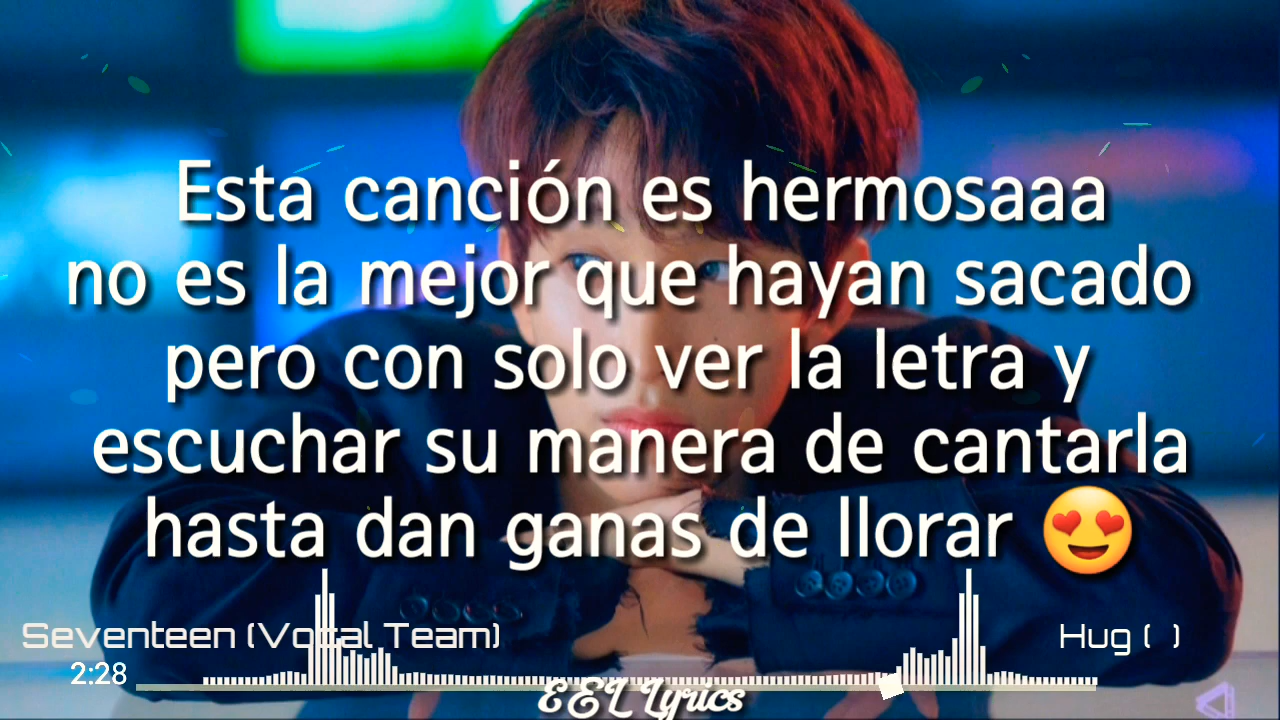 Esta canción es hermosaaa
no es la mejor que hayan sacado
pero con solo ver la letra y
escuchar su manera de cantarla
hasta dan ganas de llorar 😍
Seventeen (Vocal Team)
Hug ( )
2:28
EEL Lyrics